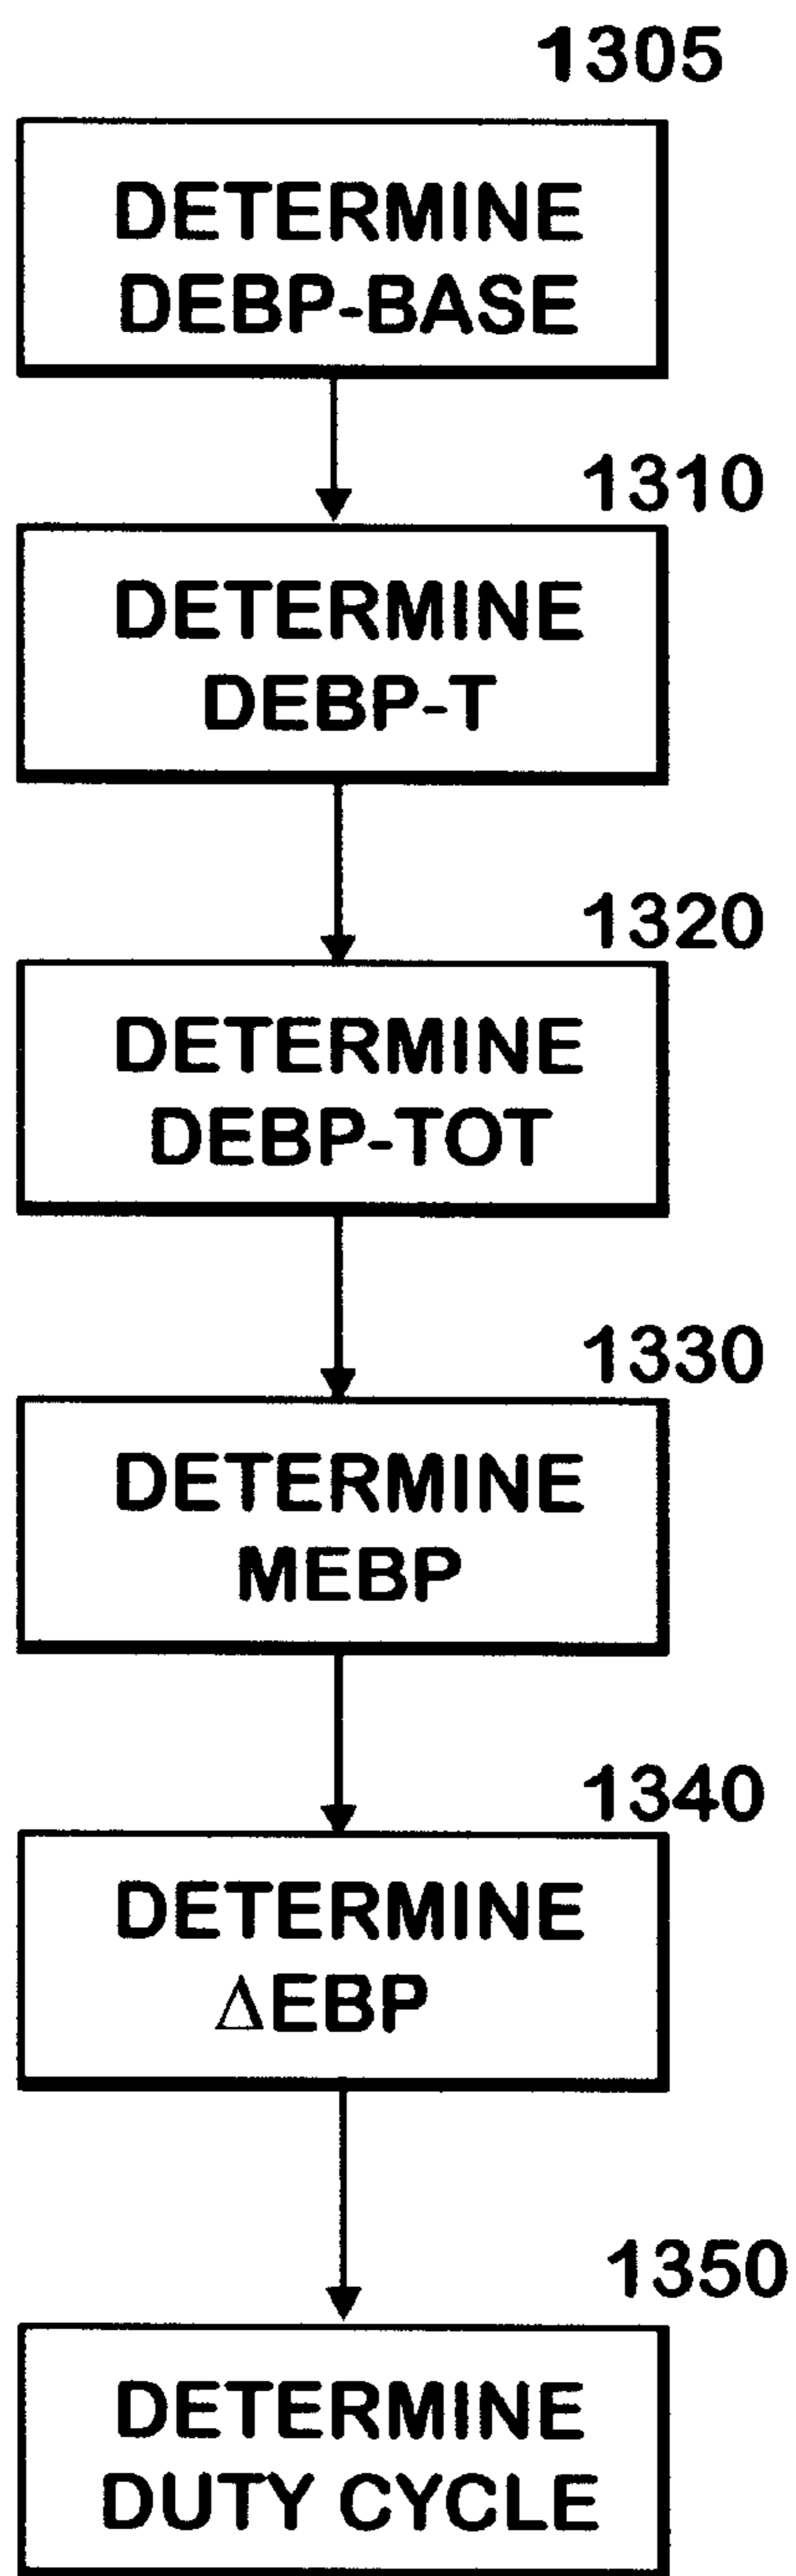 1305
DETERMINE
DEBP-BASE
1310
DETERMINE
DEBP-T
1320
DETERMINE
DEBP-TOT
1330
DETERMINE
MEBP
1340
DETERMINE
ΔEBP
1350
DETERMINE
DUTY CYCLE